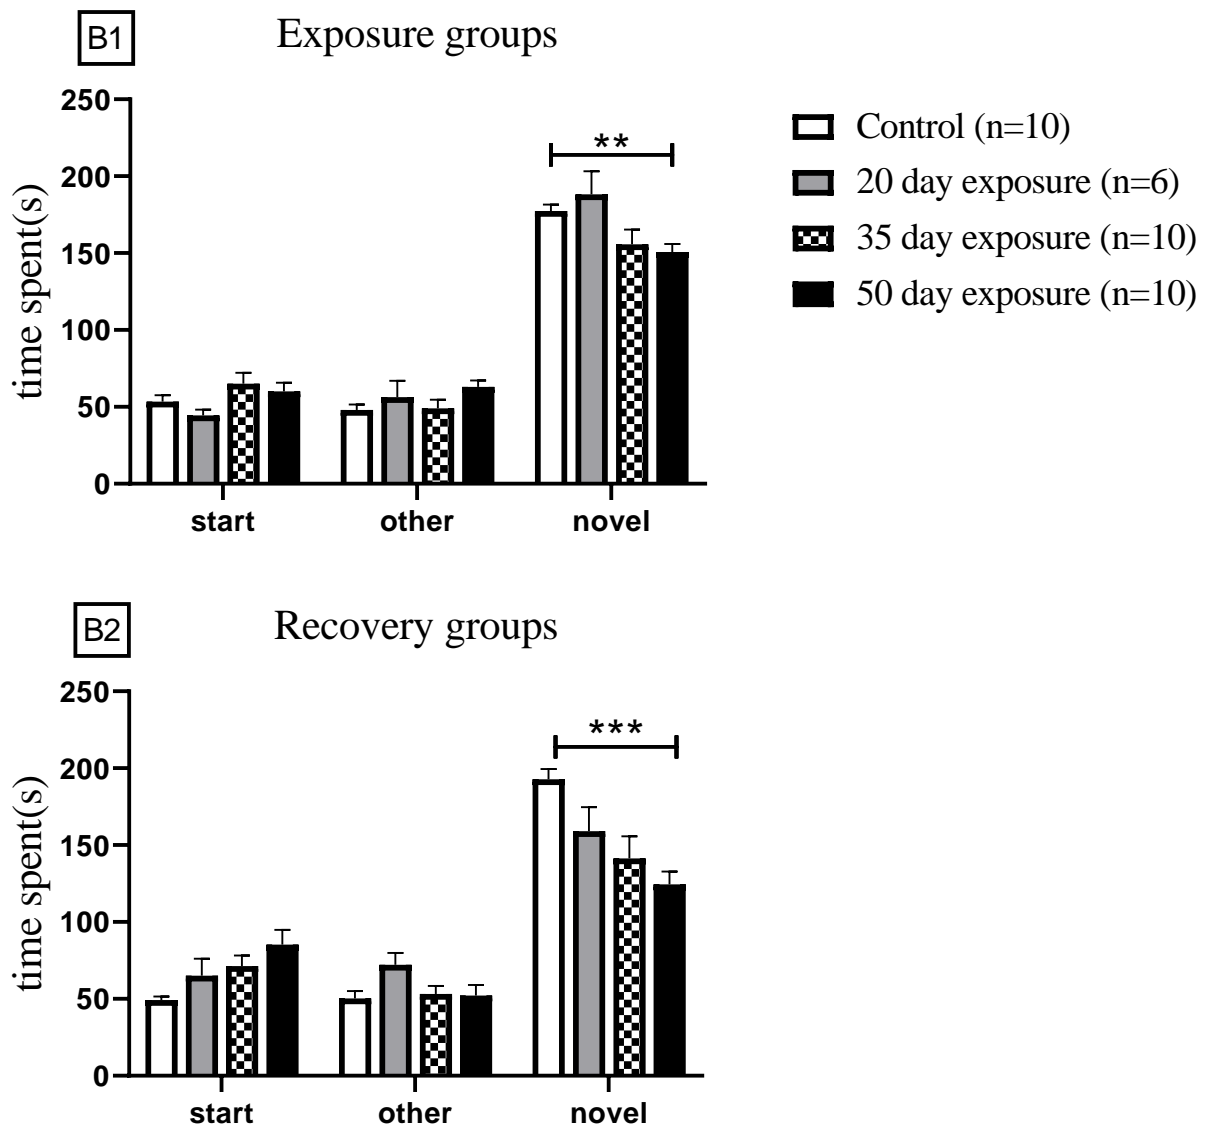 B1
Exposure groups
time spent(s)
250
200
150
100
50
0
**
start other novel
Control (n=10)
20 day exposure (n=6)
35 day exposure (n=10)
50 day exposure (n=10)
B2
Recovery groups
time spent(s)
250
200
150
100
50
0
***
start other novel